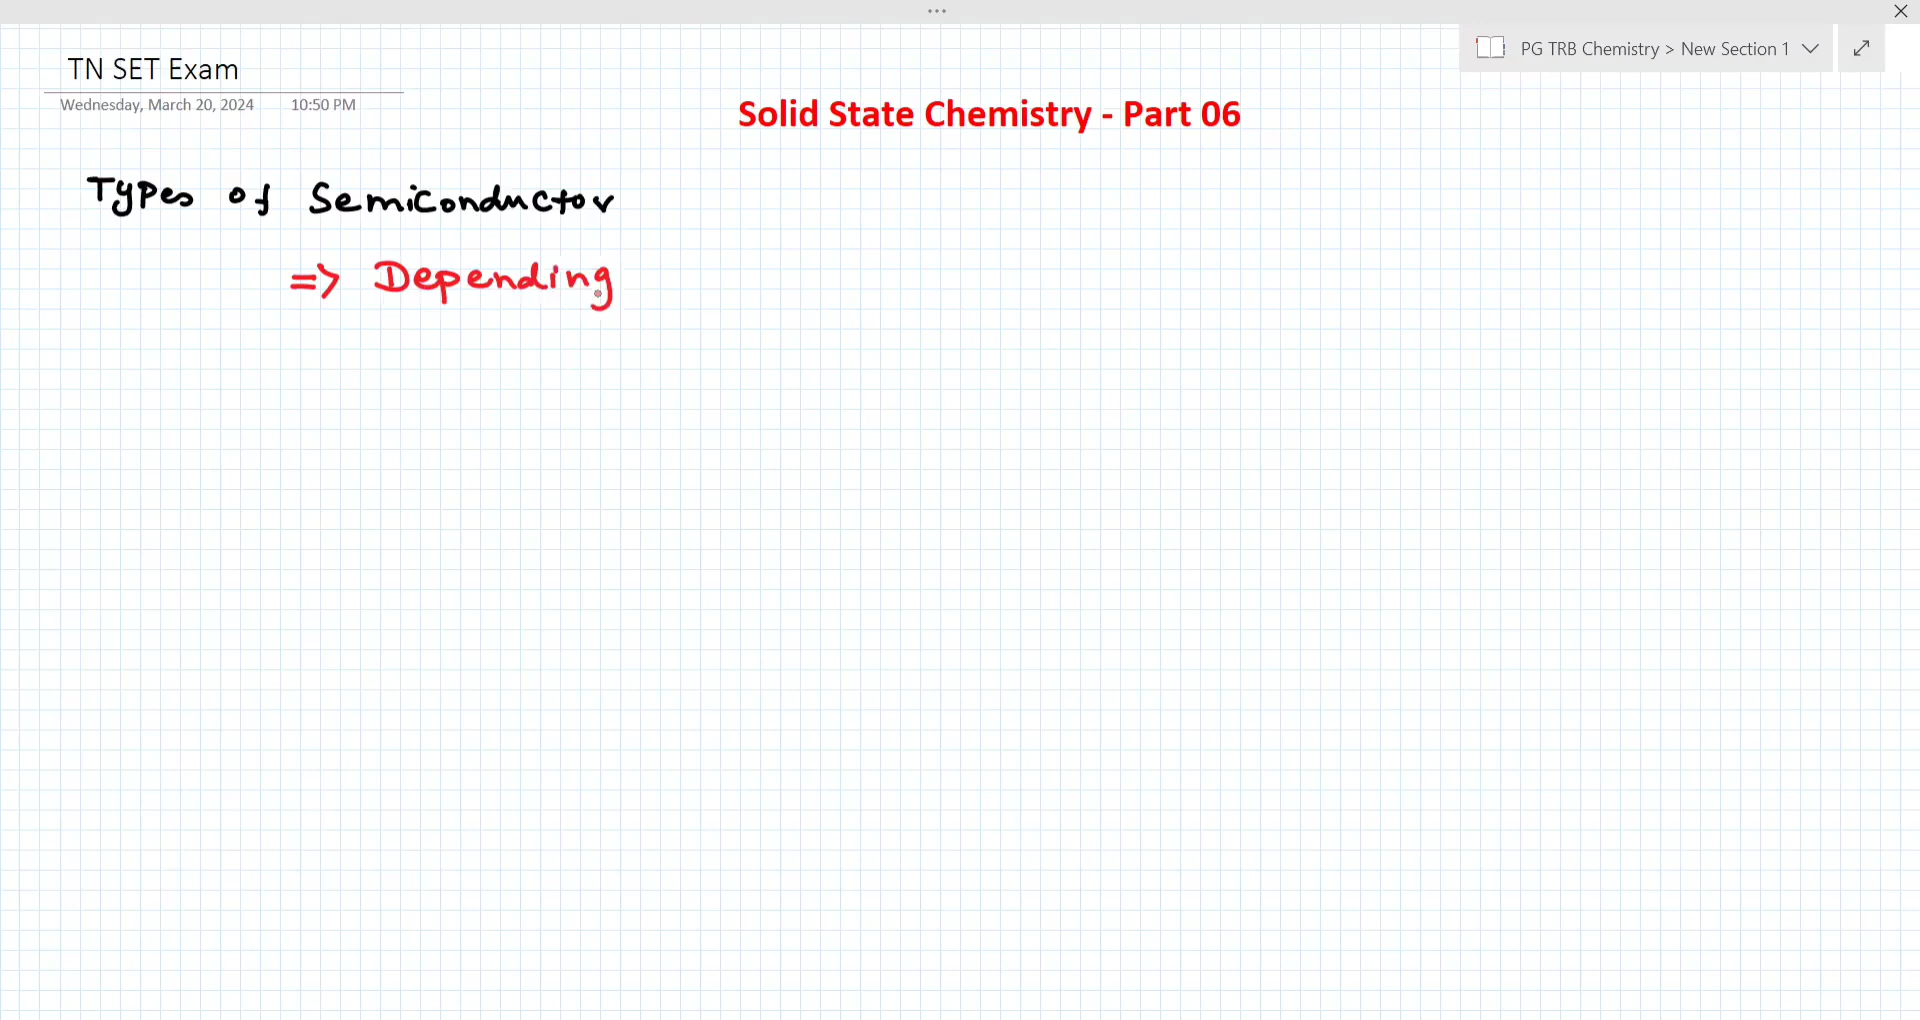 PG TRB Chemistry > New Section 1
TN SET Exam
Wednesday, March 20, 2024 10:50 PM
Solid State Chemistry - Part 06
Types of Semiconductor
=> Depending